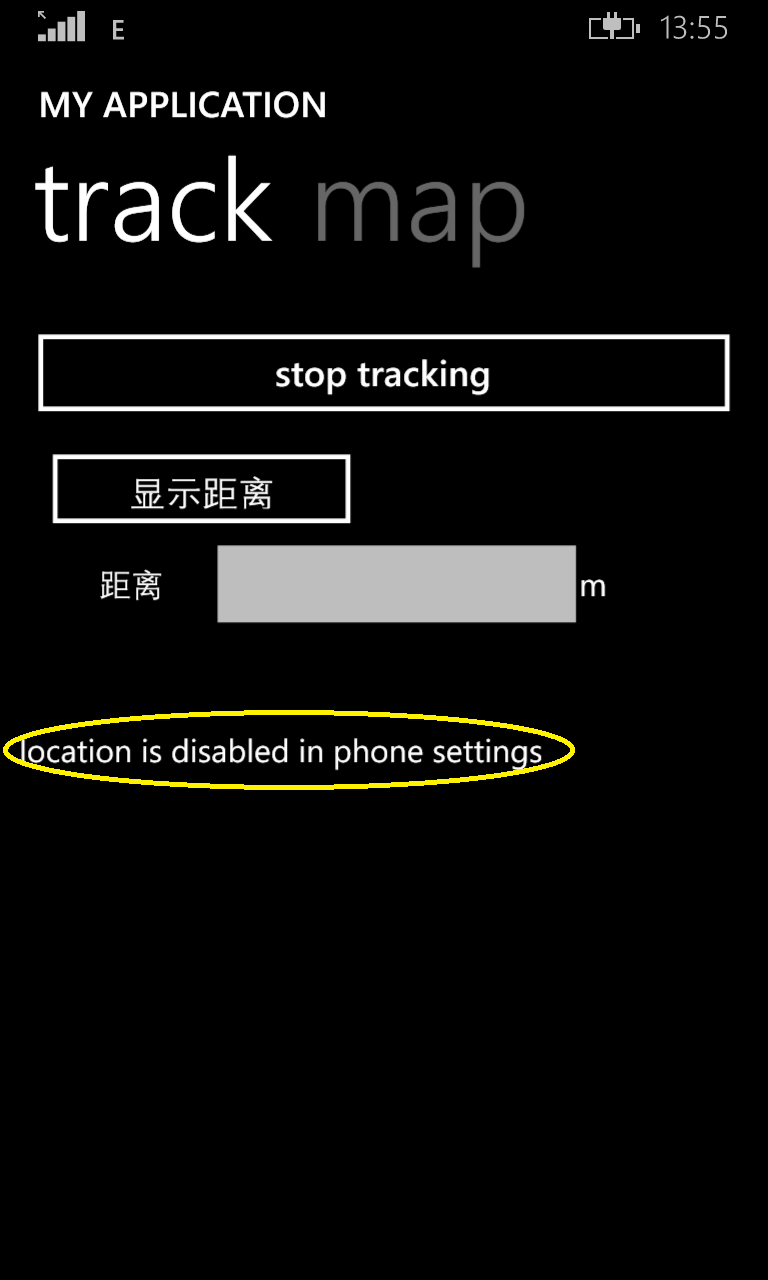 E 13:55
MY APPLICATION
track map
stop tracking
显示距离
距离 m
location is disabled in phone settings